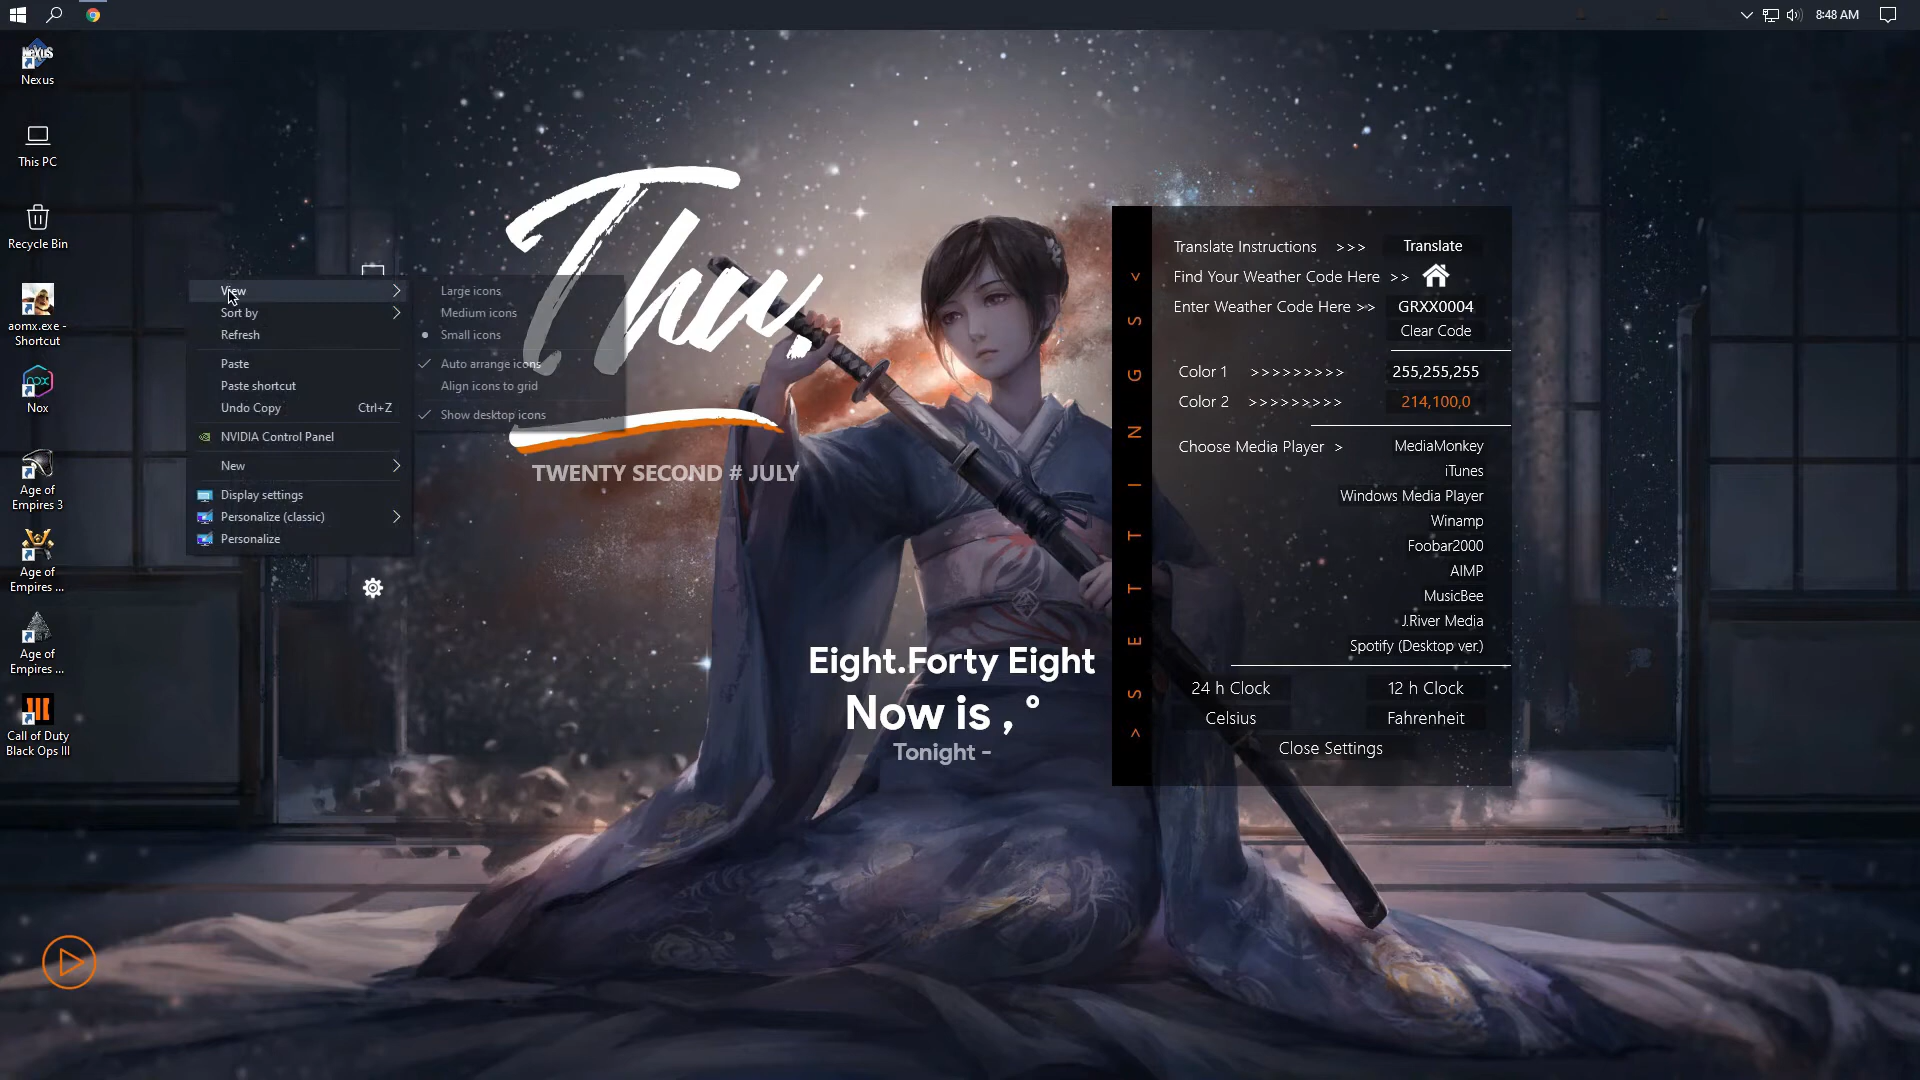 8:48 AM
Nexus
This PC
Recycle Bin
aomx.exe -
Shortcut
Nox
Age of
Empires 3
Age of
Empires ...
Age of
Empires ...
Call of Duty
Black Ops III
View
Sort by
Refresh
Paste
Paste shortcut
Undo Copy Ctrl+Z
NVIDIA Control Panel
New
Display settings
Personalize (classic)
Personalize
Large icons
Medium icons
Small icons
Auto arrange icons
Align icons to grid
Show desktop icons
Thu.
TWENTY SECOND # JULY
Eight.Forty Eight
Now is , °
Tonight -
> S E T T I N G S <
Translate Instructions >>> Translate
Find Your Weather Code Here >>
Enter Weather Code Here >> GRXX0004
Clear Code
Color 1 >>>>>>>>> 255,255,255
Color 2 >>>>>>>>> 214,100,0
Choose Media Player > MediaMonkey
iTunes
Windows Media Player
Winamp
Foobar2000
AIMP
MusicBee
J.River Media
Spotify (Desktop ver.)
24 h Clock 12 h Clock
Celsius Fahrenheit
Close Settings